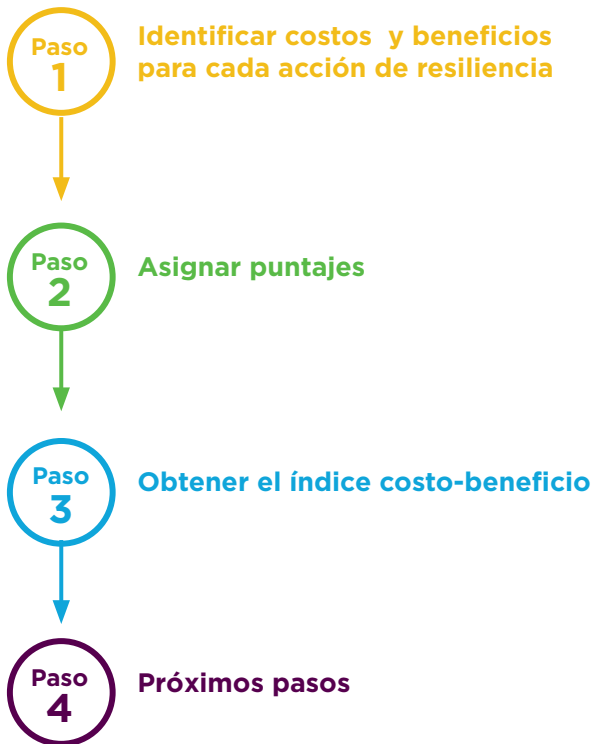 Paso
1
Identificar costos y beneficios
para cada acción de resiliencia
Paso
2
Asignar puntajes
Paso
3
Obtener el índice costo-beneficio
Paso
4
Próximos pasos